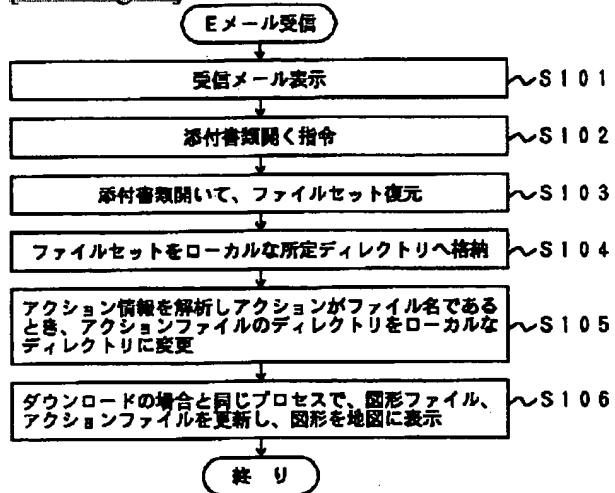 Eメール受信
受信メール表示
～S101
添付書類開く指令
～S102
添付書類開いて、ファイルセット復元
～S103
ファイルセットをローカルな所定ディレクトリへ格納
～S104
アクション情報を解析しアクションがファイル名である
とき、アクションファイルのディレクトリをローカルな
ディレクトリに変更
～S105
ダウンロードの場合と同じプロセスで、図形ファイル、
アクションファイルを更新し、図形を地図に表示
～S106
終り